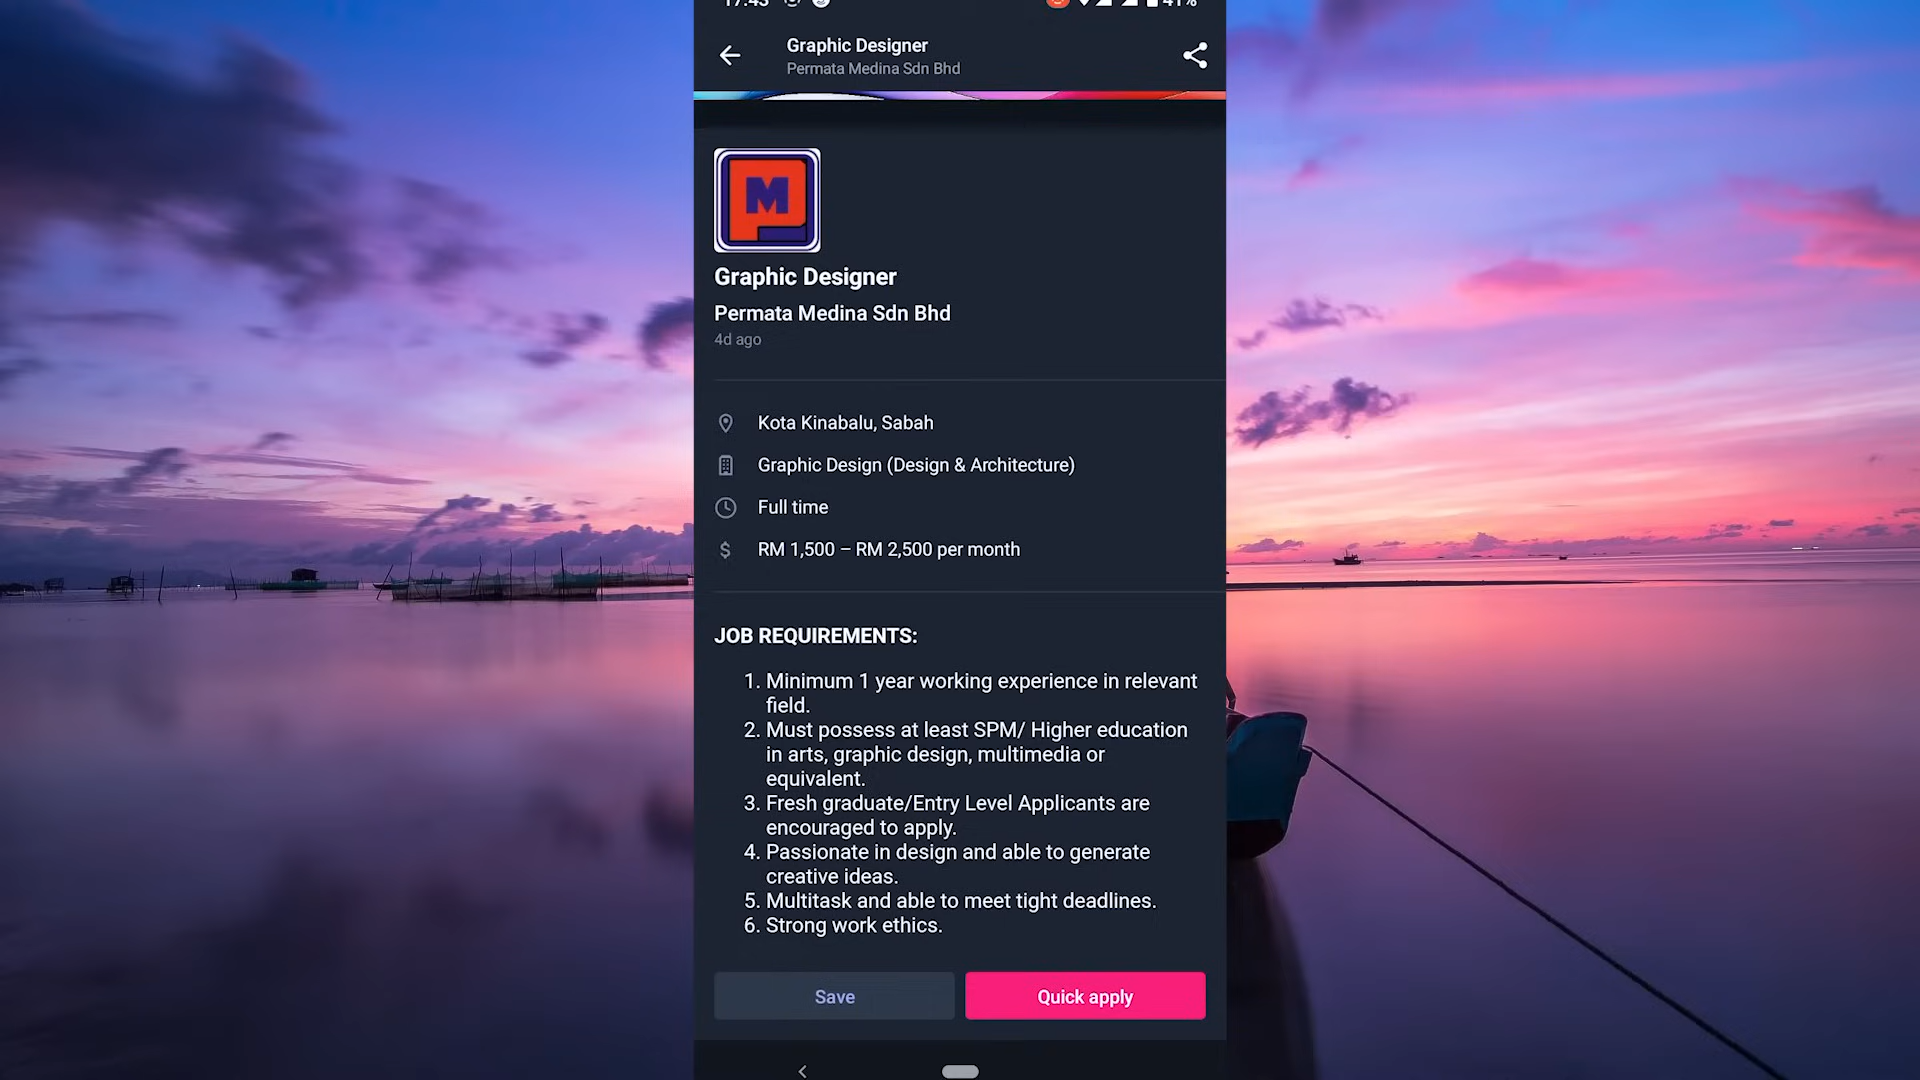 17:43
41%
Graphic Designer
Permata Medina Sdn Bhd
M
Graphic Designer
Permata Medina Sdn Bhd
4d ago
Kota Kinabalu, Sabah
Graphic Design (Design & Architecture)
Full time
$ RM 1,500 – RM 2,500 per month
JOB REQUIREMENTS:
1. Minimum 1 year working experience in relevant
field.
2. Must possess at least SPM/ Higher education
in arts, graphic design, multimedia or
equivalent.
3. Fresh graduate/Entry Level Applicants are
encouraged to apply.
4. Passionate in design and able to generate
creative ideas.
5. Multitask and able to meet tight deadlines.
6. Strong work ethics.
Save
Quick apply